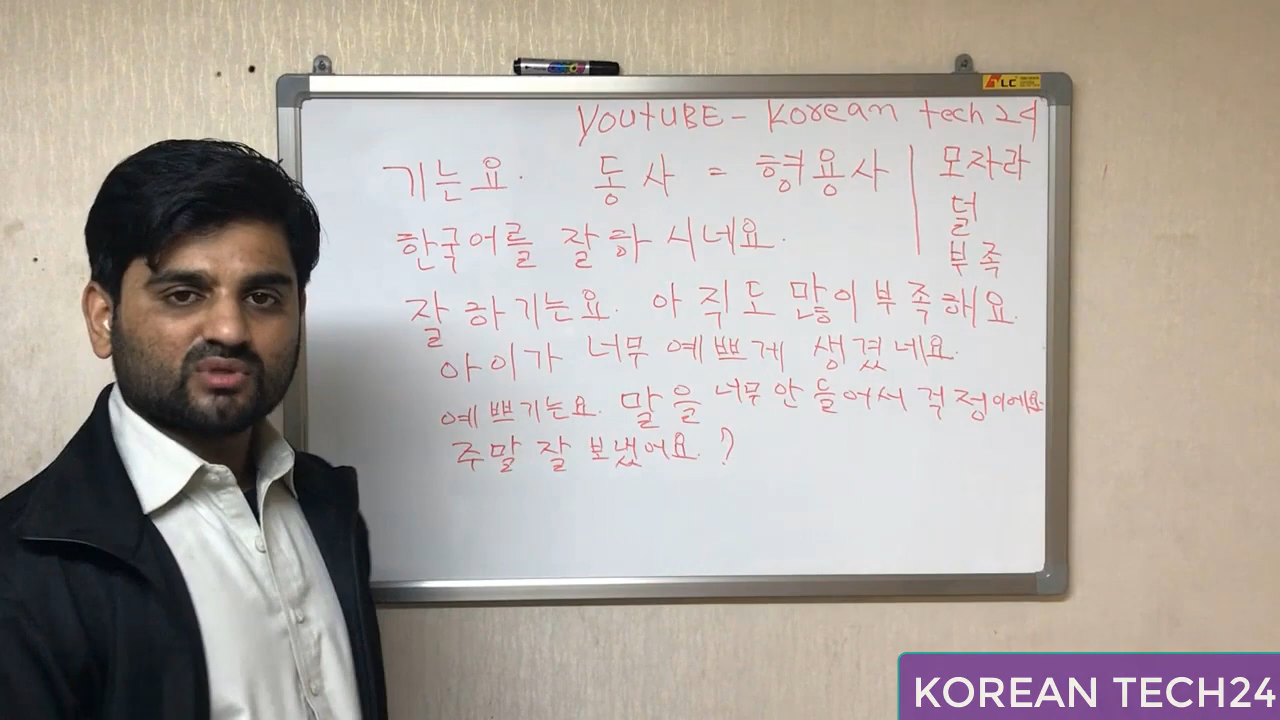 YOUTUBE - Korean tech 24
기는요. 동사 = 형용사 | 모자라
덜
한국어를 잘 하시네요.
부족
잘 하기는요. 아직도 많이 부족해요.
아이가 너무 예쁘게 생겼네요.
예쁘기는요. 말을 너무 안 들어서 걱정이에요.
주말 잘 보냈어요?
TLC
KOREAN TECH24